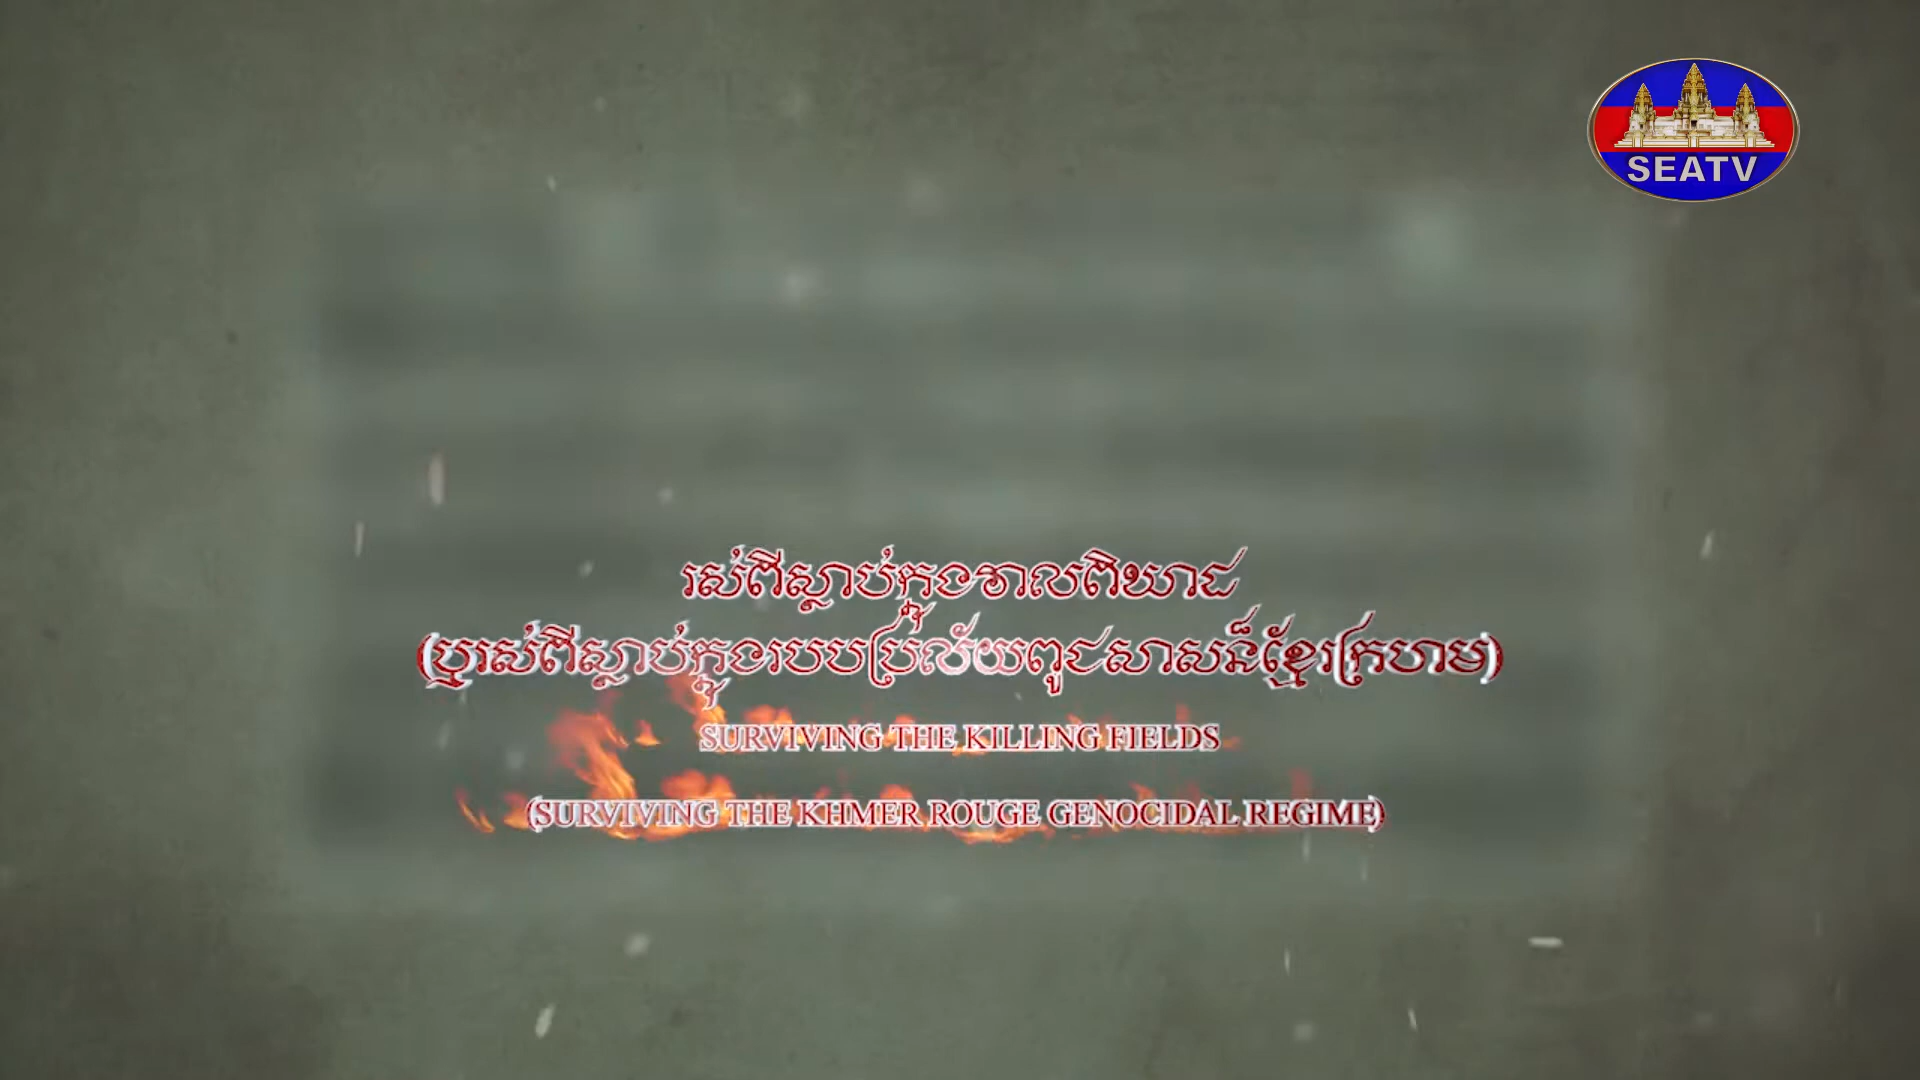 SEATV
រស់ពីស្លាប់ក្នុងវាលពិឃាដ
(ឬរស់ពីស្លាប់ក្នុងរបបប្រល័យពូជសាសន៍ខ្មែរក្រហម)
SURVIVING THE KILLING FIELDS
(SURVIVING THE KHMER ROUGE GENOCIDAL REGIME)